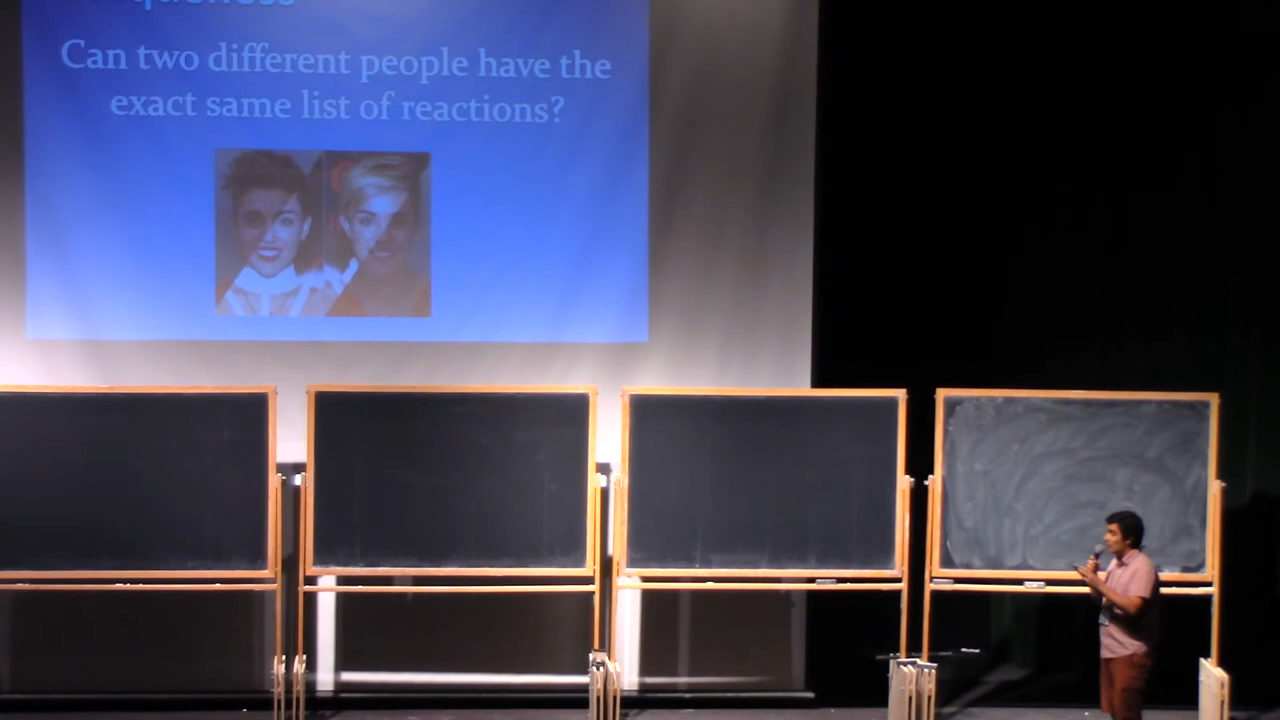 Can two different people have the
exact same list of reactions?